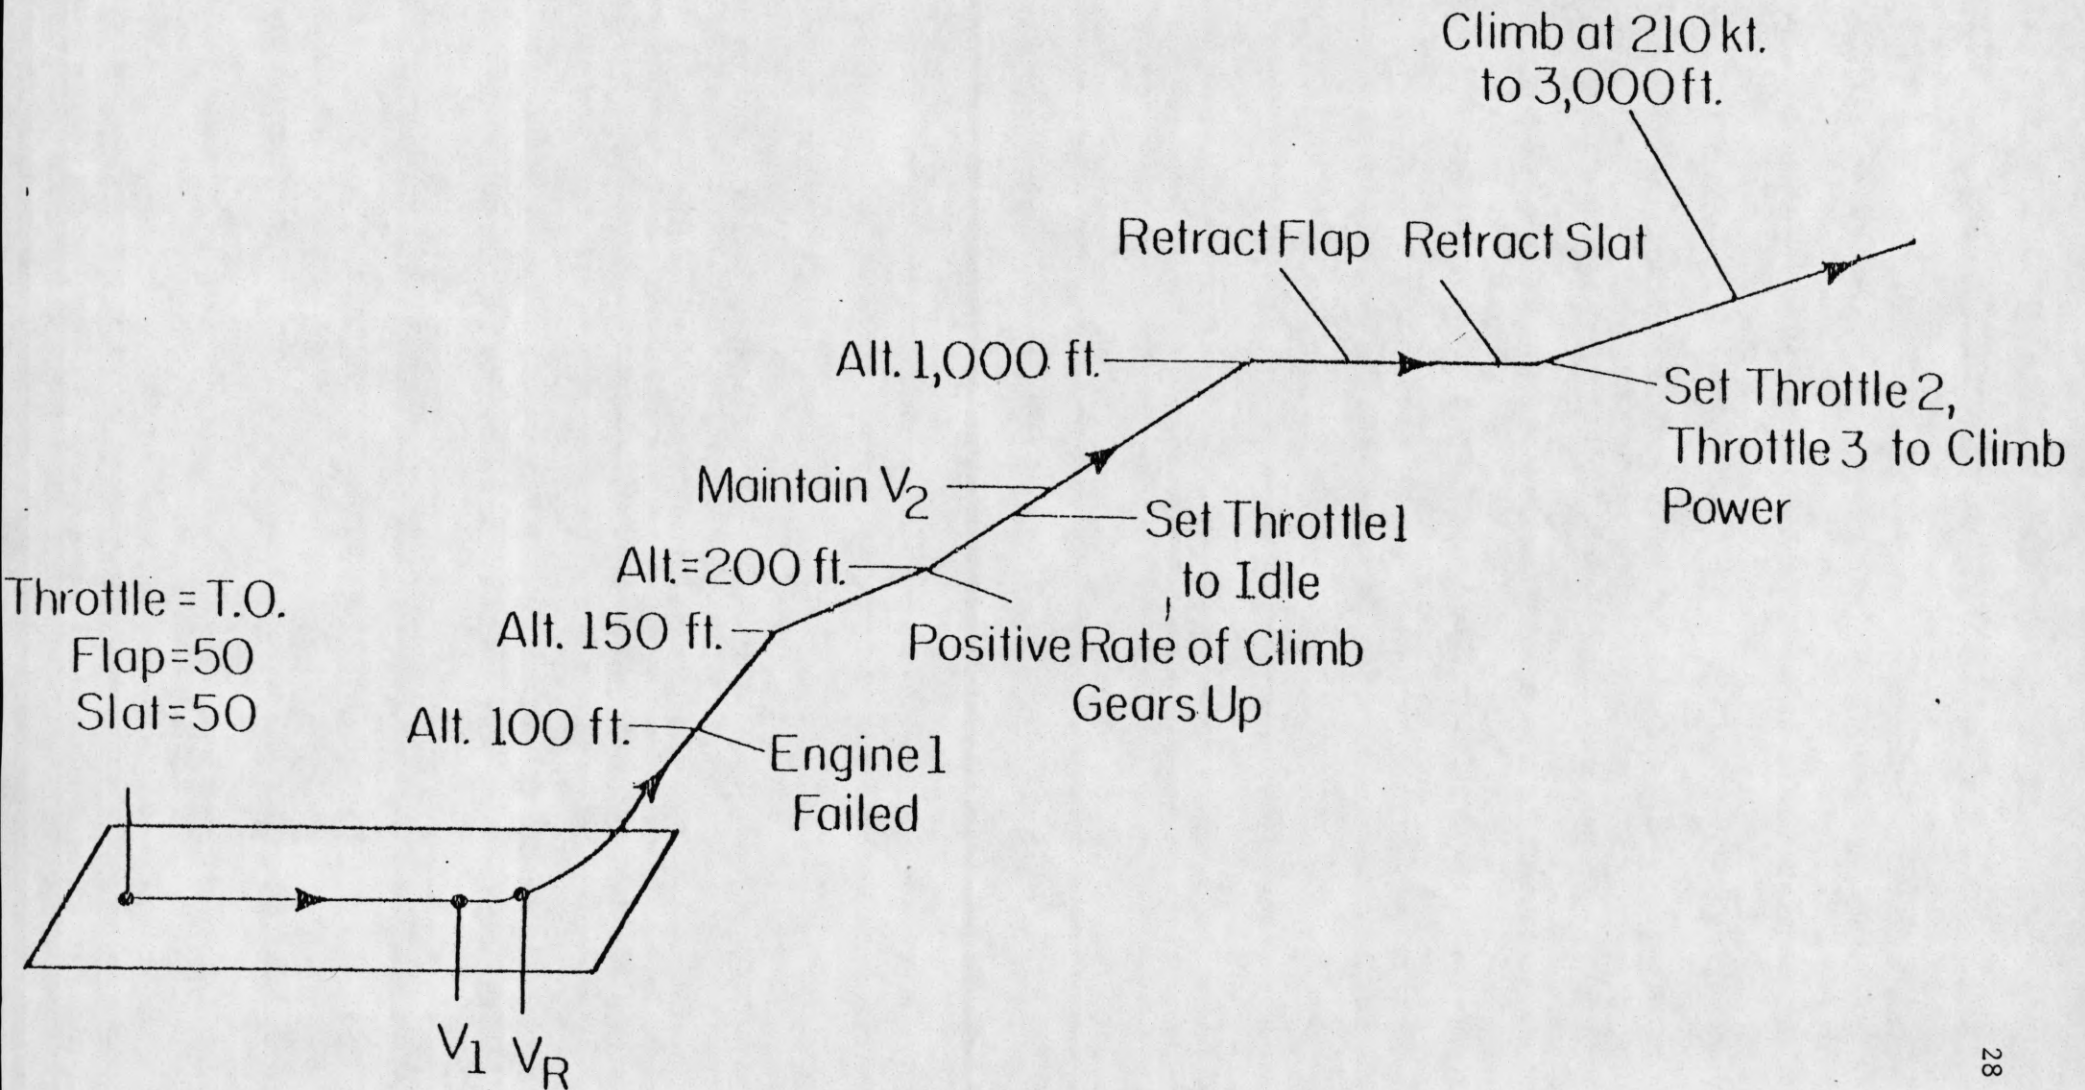 Climb at 210 kt.
to 3,000 ft.
Retract Flap
Retract Slat
Alt. 1,000 ft.
Set Throttle 2,
Throttle 3 to Climb
Power
Maintain V2
Set Throttle 1
to Idle
Alt.=200 ft.
Positive Rate of Climb
Gears Up
Alt. 150 ft.
Throttle = T.O.
Flap=50
Slat=50
Alt. 100 ft.
Engine 1
Failed
V1
VR
28